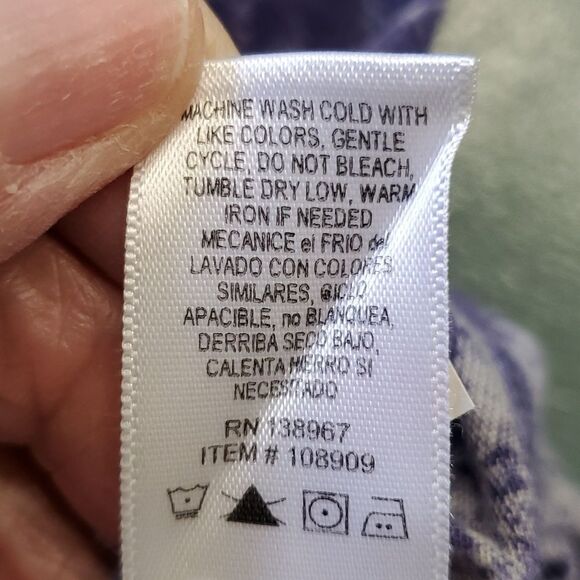 MACHINE WASH COLD WITH
LIKE COLORS, GENTLE
CYCLE, DO NOT BLEACH,
TUMBLE DRY LOW, WARM
IRON IF NEEDED
MECANICE el FRIO del
LAVADO CON COLORES
SIMILARES, CICLO
APACIBLE, no BLANQUEA,
DERRIBA SECO BAJO,
CALENTA HIERRO SI
NECESITADO
RN 138967
ITEM # 108909